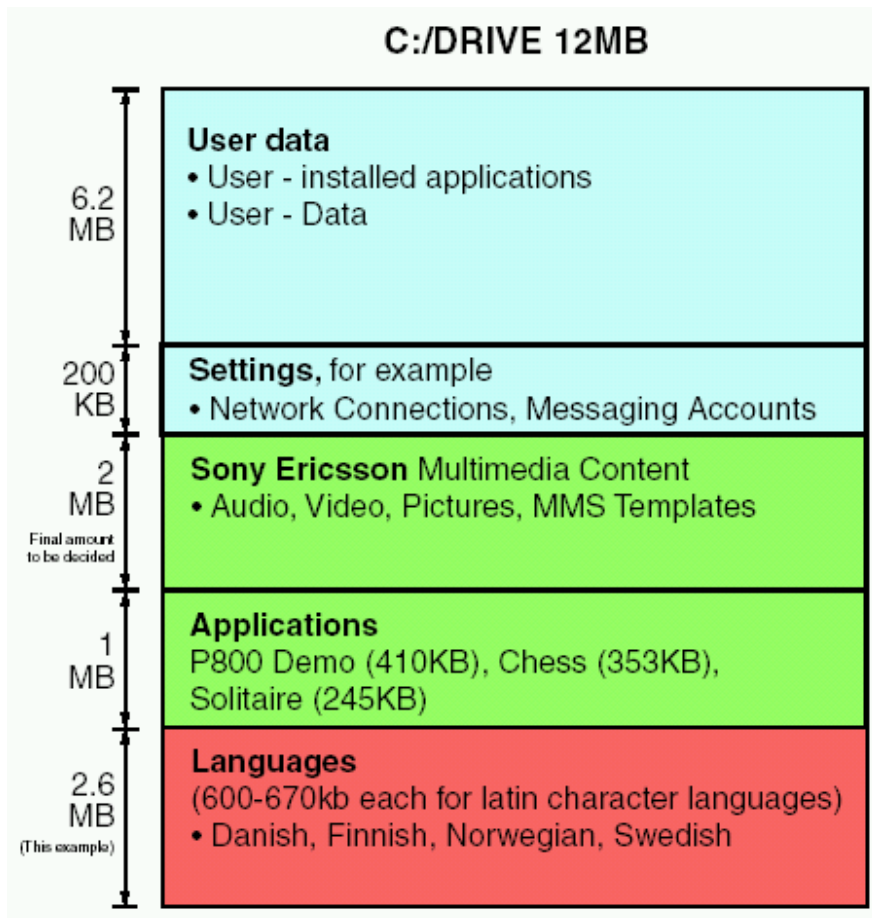 C:/DRIVE 12MB
6.2
MB
User data
• User - installed applications
• User - Data
200
KB
Settings, for example
• Network Connections, Messaging Accounts
2
MB
Final amount
to be decided
Sony Ericsson Multimedia Content
• Audio, Video, Pictures, MMS Templates
1
MB
Applications
P800 Demo (410KB), Chess (353KB),
Solitaire (245KB)
2.6
MB
(This example)
Languages
(600-670kb each for latin character languages)
• Danish, Finnish, Norwegian, Swedish